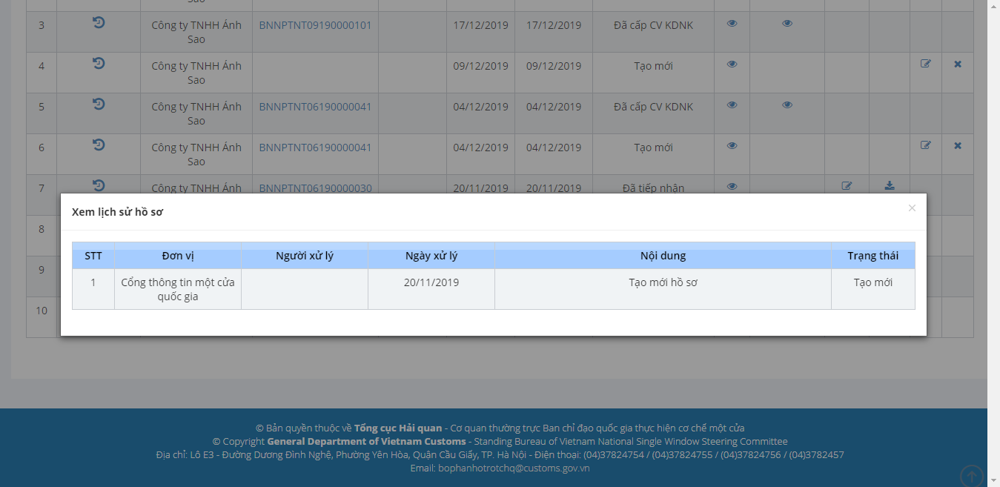 Sao
3 Công ty TNHH Ánh BNNPTNT09190000101 17/12/2019 17/12/2019 Đã cấp CV KDNK
Sao
4 Công ty TNHH Ánh 09/12/2019 09/12/2019 Tạo mới
Sao
5 Công ty TNHH Ánh BNNPTNT06190000041 04/12/2019 04/12/2019 Đã cấp CV KDNK
Sao
6 Công ty TNHH Ánh BNNPTNT06190000041 04/12/2019 04/12/2019 Tạo mới
Sao
7 Công ty TNHH Ánh BNNPTNT06190000030 20/11/2019 20/11/2019 Đã tiếp nhận
Xem lịch sử hồ sơ ×
8
STT Đơn vị Người xử lý Ngày xử lý Nội dung Trạng thái
9
1 Cổng thông tin một cửa 20/11/2019 Tạo mới hồ sơ Tạo mới
quốc gia
10
© Bản quyền thuộc về Tổng cục Hải quan - Cơ quan thường trực Ban chỉ đạo quốc gia thực hiện cơ chế một cửa
© Copyright General Department of Vietnam Customs - Standing Bureau of Vietnam National Single Window Steering Committee
Địa chỉ: Lô E3 - Đường Dương Đình Nghệ, Phường Yên Hòa, Quận Cầu Giấy, TP. Hà Nội - Điện thoại: (04)37824754 / (04)37824755 / (04)37824756 / (04)3782457
Email: bophanhotrotchq@customs.gov.vn